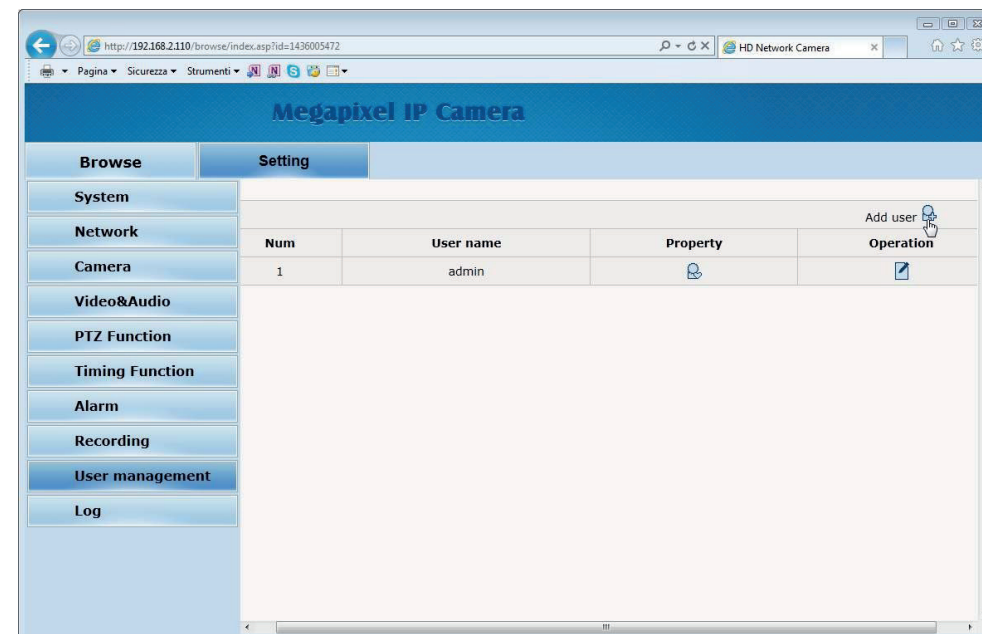 http://192.168.2.110/browse/index.asp?id=1436005472
HD Network Camera
Pagina Sicurezza Strumenti
Megapixel IP Camera
Browse
Setting
System
Network
Camera
Video&Audio
PTZ Function
Timing Function
Alarm
Recording
User management
Log
Add user
Num User name Property Operation
1 admin